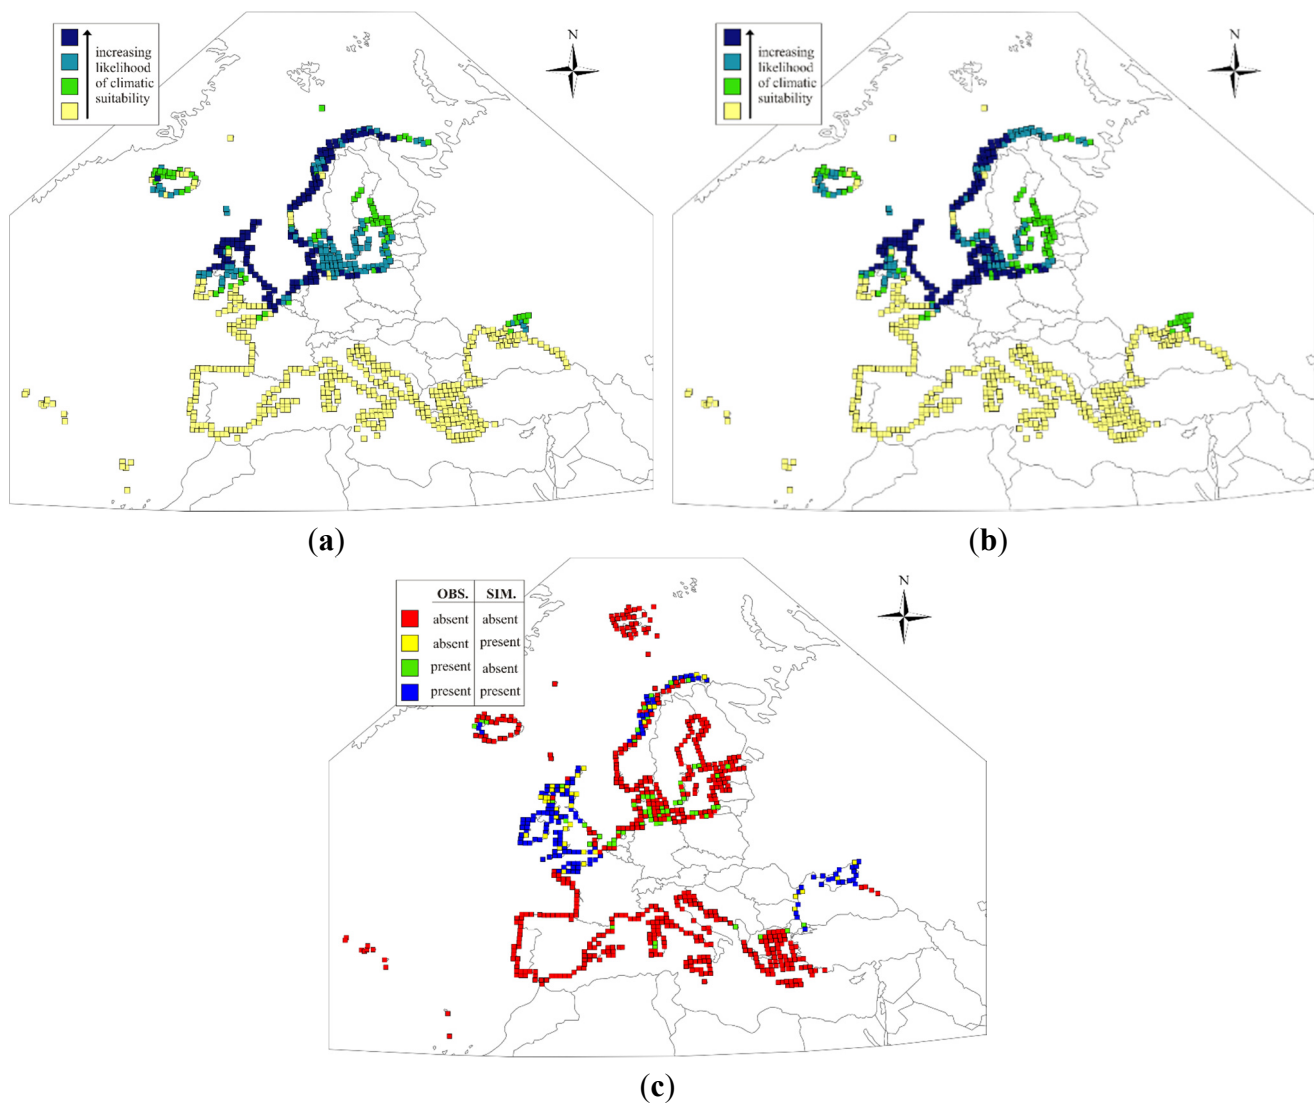 increasing
likelihood
of climatic
suitability
N
(a)
increasing
likelihood
of climatic
suitability
N
(b)
OBS. SIM.
absent absent
absent present
present absent
present present
N
(c)